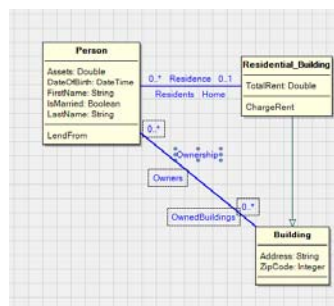 Person
Assets: Double
DateOfBirth: DateTime
FirstName: String
IsMarried: Boolean
LastName: String
LendFrom
0..* Residence 0..1
Residents Home
Residential_Building
TotalRent: Double
ChargeRent
0..*
Ownership
Owners
0..*
OwnedBuildings
Building
Address: String
ZipCode: Integer